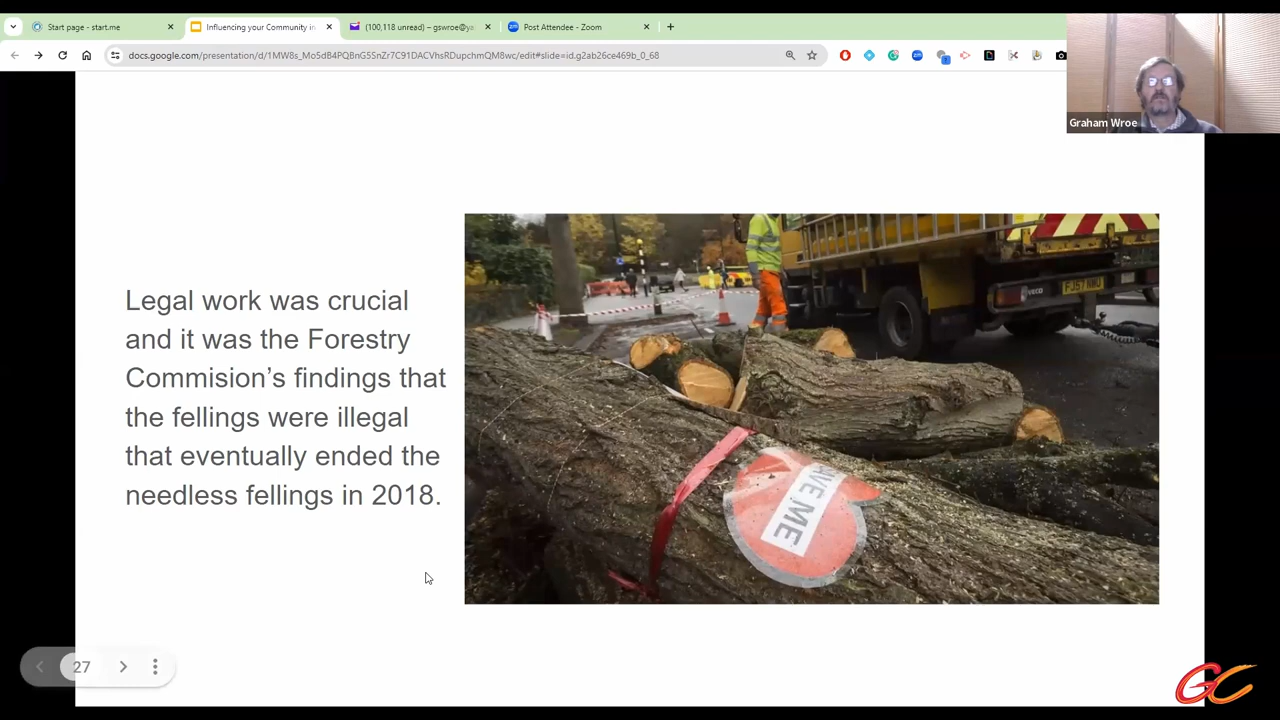 Start page - start.me
Influencing your Community in
(100,118 unread) – gswroe@ya
Post Attendee - Zoom
docs.google.com/presentation/d/1MW8s_Mo5dB4PQBnG5SnZr7C91DACVhsRDupchmQM8wc/edit#slide=id.g2ab26ce469b_0_68
Graham Wroe
Legal work was crucial
and it was the Forestry
Commision’s findings that
the fellings were illegal
that eventually ended the
needless fellings in 2018.
AVE ME
27
GC